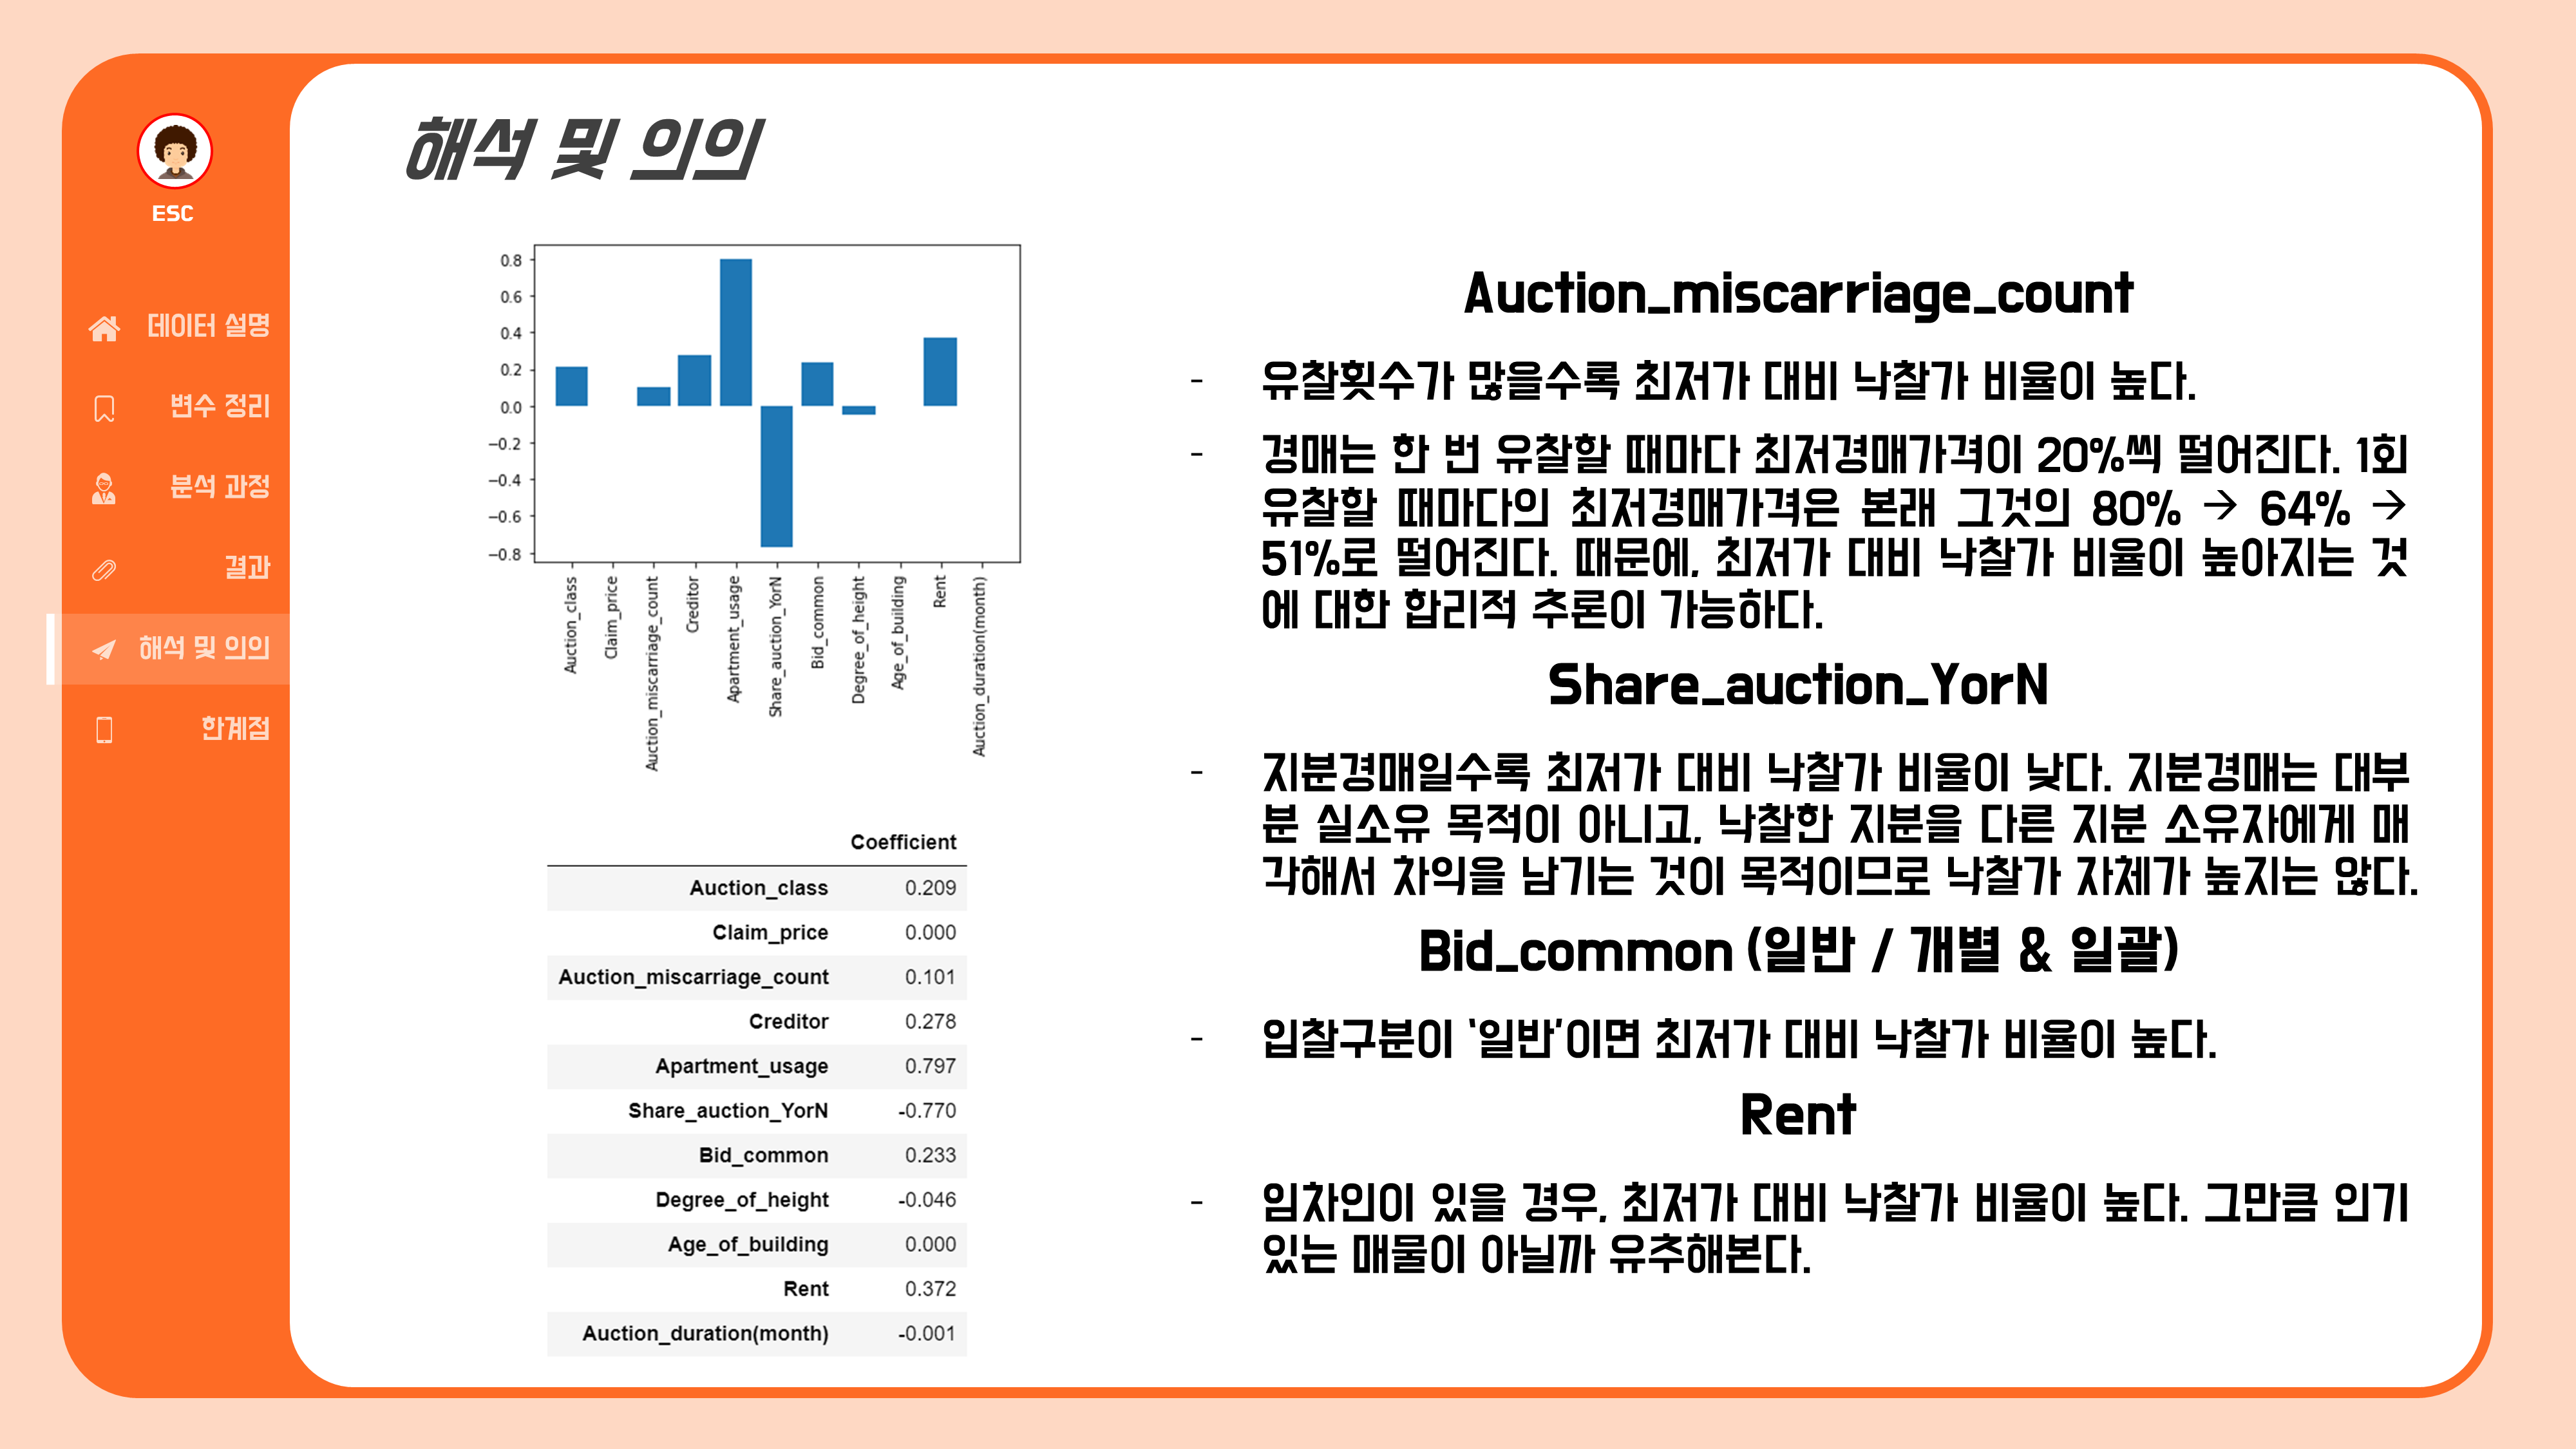 ESC
데이터 설명
변수 정리
분석 과정
결과
해석 및 의의
한계점
해석 및 의의
0.8
0.6
0.4
0.2
0.0
−0.2
−0.4
−0.6
−0.8
Auction_class
Claim_price
Auction_miscarriage_count
Creditor
Apartment_usage
Share_auction_YorN
Bid_common
Degree_of_height
Age_of_building
Rent
Auction_duration(month)
Coefficient
Auction_class 0.209
Claim_price 0.000
Auction_miscarriage_count 0.101
Creditor 0.278
Apartment_usage 0.797
Share_auction_YorN -0.770
Bid_common 0.233
Degree_of_height -0.046
Age_of_building 0.000
Rent 0.372
Auction_duration(month) -0.001
Auction_miscarriage_count
- 유찰횟수가 많을수록 최저가 대비 낙찰가 비율이 높다.
- 경매는 한 번 유찰할 때마다 최저경매가격이 20%씩 떨어진다. 1회
유찰할 때마다의 최저경매가격은 본래 그것의 80% → 64% →
51%로 떨어진다. 때문에, 최저가 대비 낙찰가 비율이 높아지는 것
에 대한 합리적 추론이 가능하다.
Share_auction_YorN
- 지분경매일수록 최저가 대비 낙찰가 비율이 낮다. 지분경매는 대부
분 실소유 목적이 아니고, 낙찰한 지분을 다른 지분 소유자에게 매
각해서 차익을 남기는 것이 목적이므로 낙찰가 자체가 높지는 않다.
Bid_common (일반 / 개별 & 일괄)
- 입찰구분이 ‘일반’이면 최저가 대비 낙찰가 비율이 높다.
Rent
- 임차인이 있을 경우, 최저가 대비 낙찰가 비율이 높다. 그만큼 인기
있는 매물이 아닐까 유추해본다.